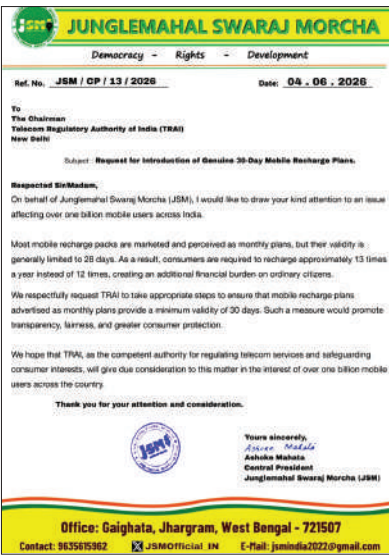 JSM
JUNGLEMAHAL SWARAJ MORCHA
Democracy - Rights - Development
Ref. No. JSM / CP / 13 / 2026 Date: 04 . 06 . 2026
To
The Chairman
Telecom Regulatory Authority of India (TRAI)
New Delhi
Subject : Request for Introduction of Genuine 30-Day Mobile Recharge Plans.
Respected Sir/Madam,
On behalf of Junglemahal Swaraj Morcha (JSM), I would like to draw your kind attention to an issue
affecting over one billion mobile users across India.
Most mobile recharge packs are marketed and perceived as monthly plans, but their validity is
generally limited to 28 days. As a result, consumers are required to recharge approximately 13 times
a year instead of 12 times, creating an additional financial burden on ordinary citizens.
We respectfully request TRAI to take appropriate steps to ensure that mobile recharge plans
advertised as monthly plans provide a minimum validity of 30 days. Such a measure would promote
transparency, fairness, and greater consumer protection.
We hope that TRAI, as the competent authority for regulating telecom services and safeguarding
consumer interests, will give due consideration to this matter in the interest of over one billion mobile
users across the country.
Thank you for your attention and consideration.
JSM
Yours sincerely,
Ashoke Mahata
Ashoke Mahata
Central President
Junglemahal Swaraj Morcha (JSM)
Office: Gaighata, Jhargram, West Bengal - 721507
Contact: 9635615962 X JSMOfficial_IN E-Mail: jsmindia2022@gmail.com